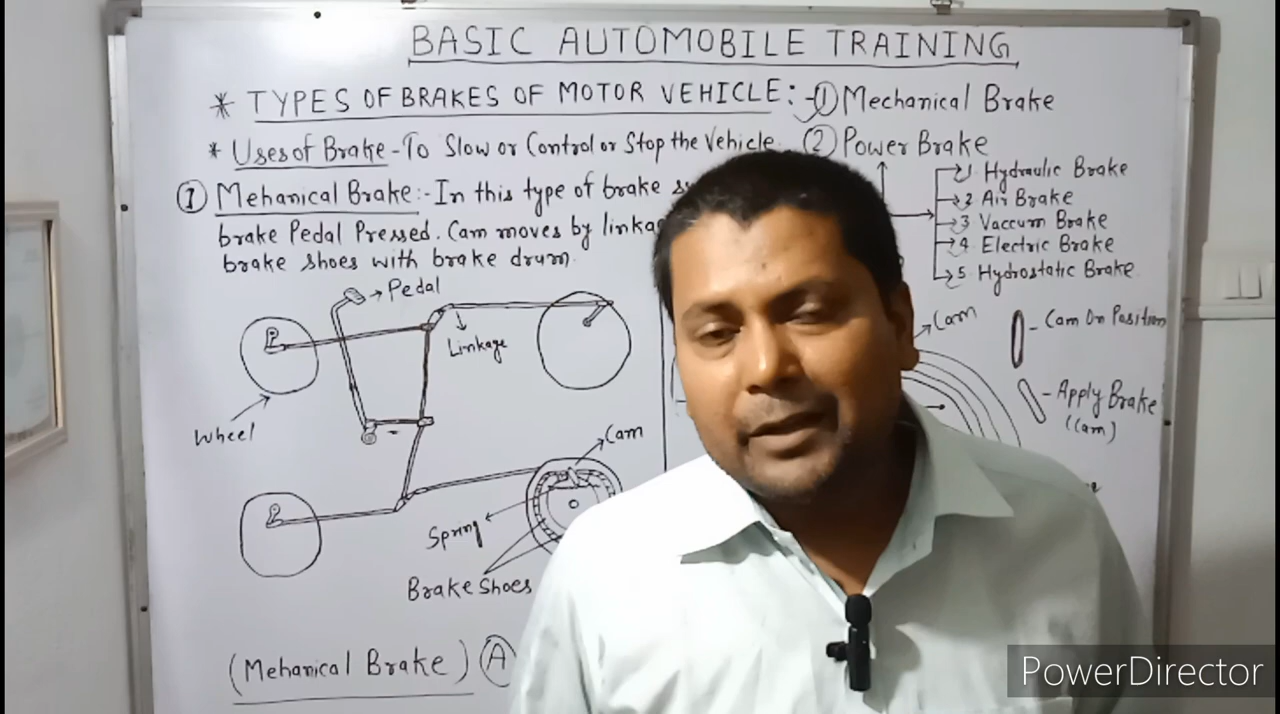 BASIC AUTOMOBILE TRAINING
* TYPES OF BRAKES OF MOTOR VEHICLE:- ① Mechanical Brake
* Uses of Brake - To Slow or Control or Stop the Vehicle. ② Power Brake
1 Hydraulic Brake
2 Air Brake
3 Vaccum Brake
4 Electric Brake
5 Hydrostatic Brake
① Mehanical Brake:- In this type of brake
brake Pedal Pressed. Cam moves by
brake shoes with brake drum.
Pedal
Linkage
Wheel
Cam
Spring
Brake Shoes
(Mehanical Brake) Ⓐ
Cam
- Cam On Position
- Apply Brake
(Cam)
PowerDirector